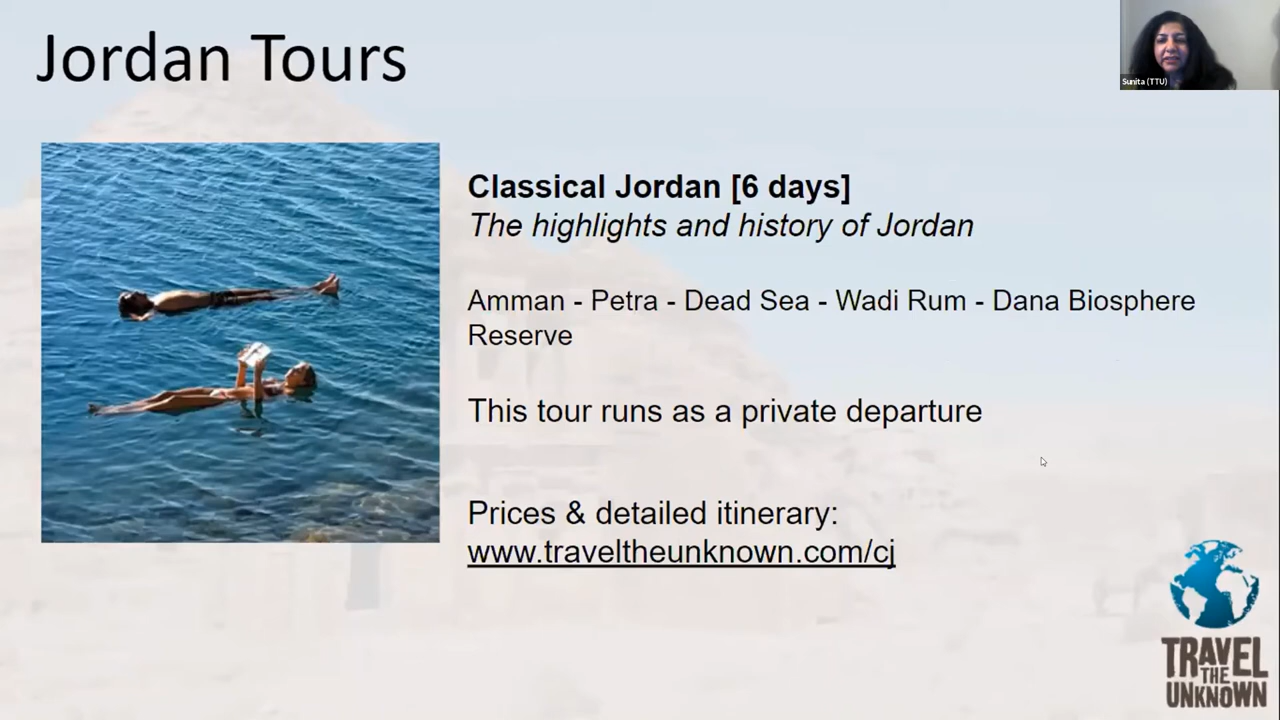 Jordan Tours
Sunita (TTU)
Classical Jordan [6 days]
The highlights and history of Jordan
Amman - Petra - Dead Sea - Wadi Rum - Dana Biosphere
Reserve
This tour runs as a private departure
Prices & detailed itinerary:
www.traveltheunknown.com/cj
TRAVEL
THE
UNKNOWN